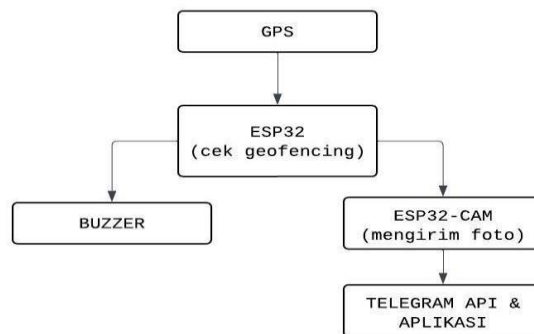 GPS
ESP32
(cek geofencing)
BUZZER
ESP32-CAM
(mengirim foto)
TELEGRAM API &
APLIKASI